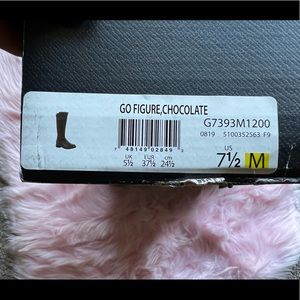 GO FIGURE,CHOCOLATE
G7393M1200
0819 5100352563 F9
7 48149 02849 2
UK EUR cm US
5½ 37½ 24½ 7½ M